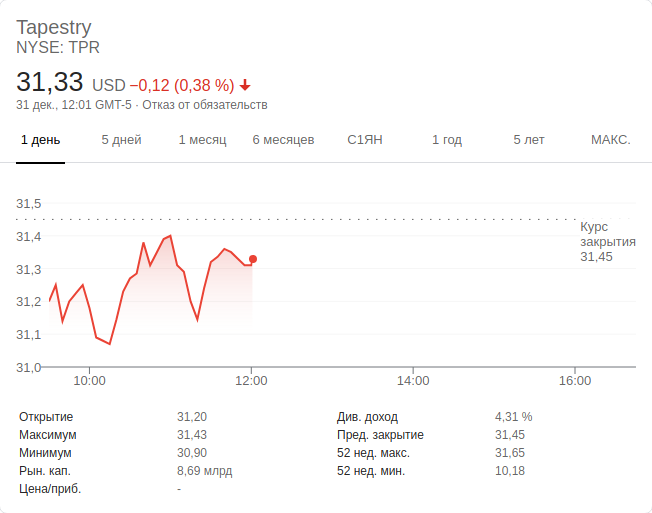 Tapestry
NYSE: TPR
31,33 USD −0,12 (0,38 %)
31 дек., 12:01 GMT-5 · Отказ от обязательств
1 день 5 дней 1 месяц 6 месяцев С1ЯН 1 год 5 лет МАКС.
31,5
31,4
31,3
31,2
31,1
31,0
Курс
закрытия
31,45
10:00 12:00 14:00 16:00
Открытие 31,20 Див. доход 4,31 %
Максимум 31,43 Пред. закрытие 31,45
Минимум 30,90 52 нед. макс. 31,65
Рын. кап. 8,69 млрд 52 нед. мин. 10,18
Цена/приб. -